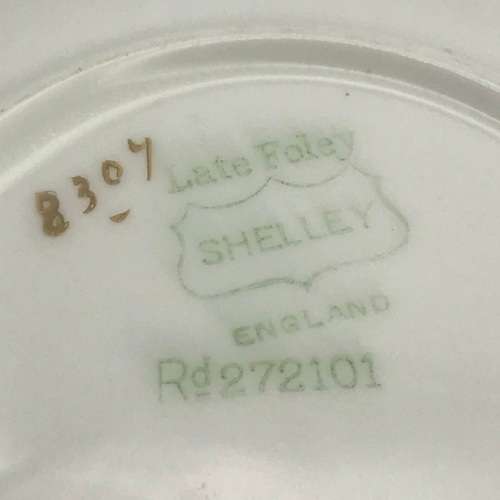 8307
Late Foley
SHELLEY
ENGLAND
Rd 272101